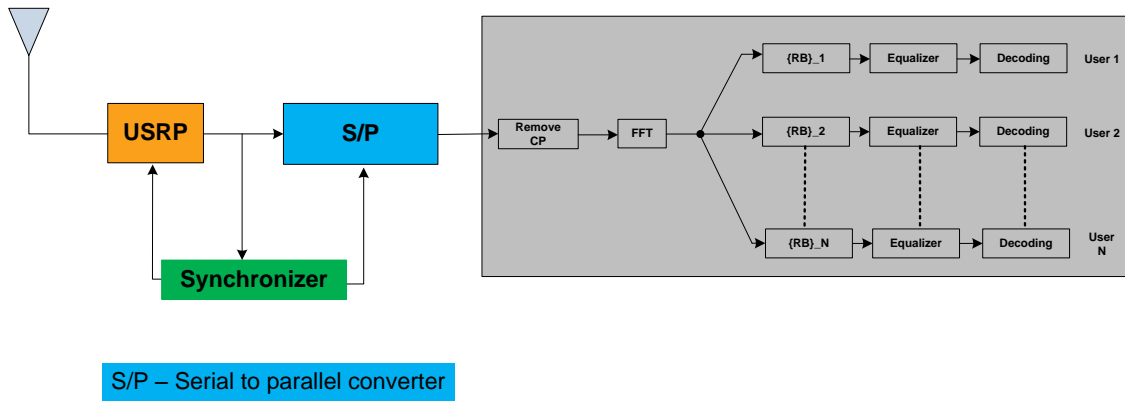 USRP
S/P
Synchronizer
Remove
CP
FFT
{RB}_1
Equalizer
Decoding
User 1
{RB}_2
Equalizer
Decoding
User 2
{RB}_N
Equalizer
Decoding
User
N
S/P – Serial to parallel converter